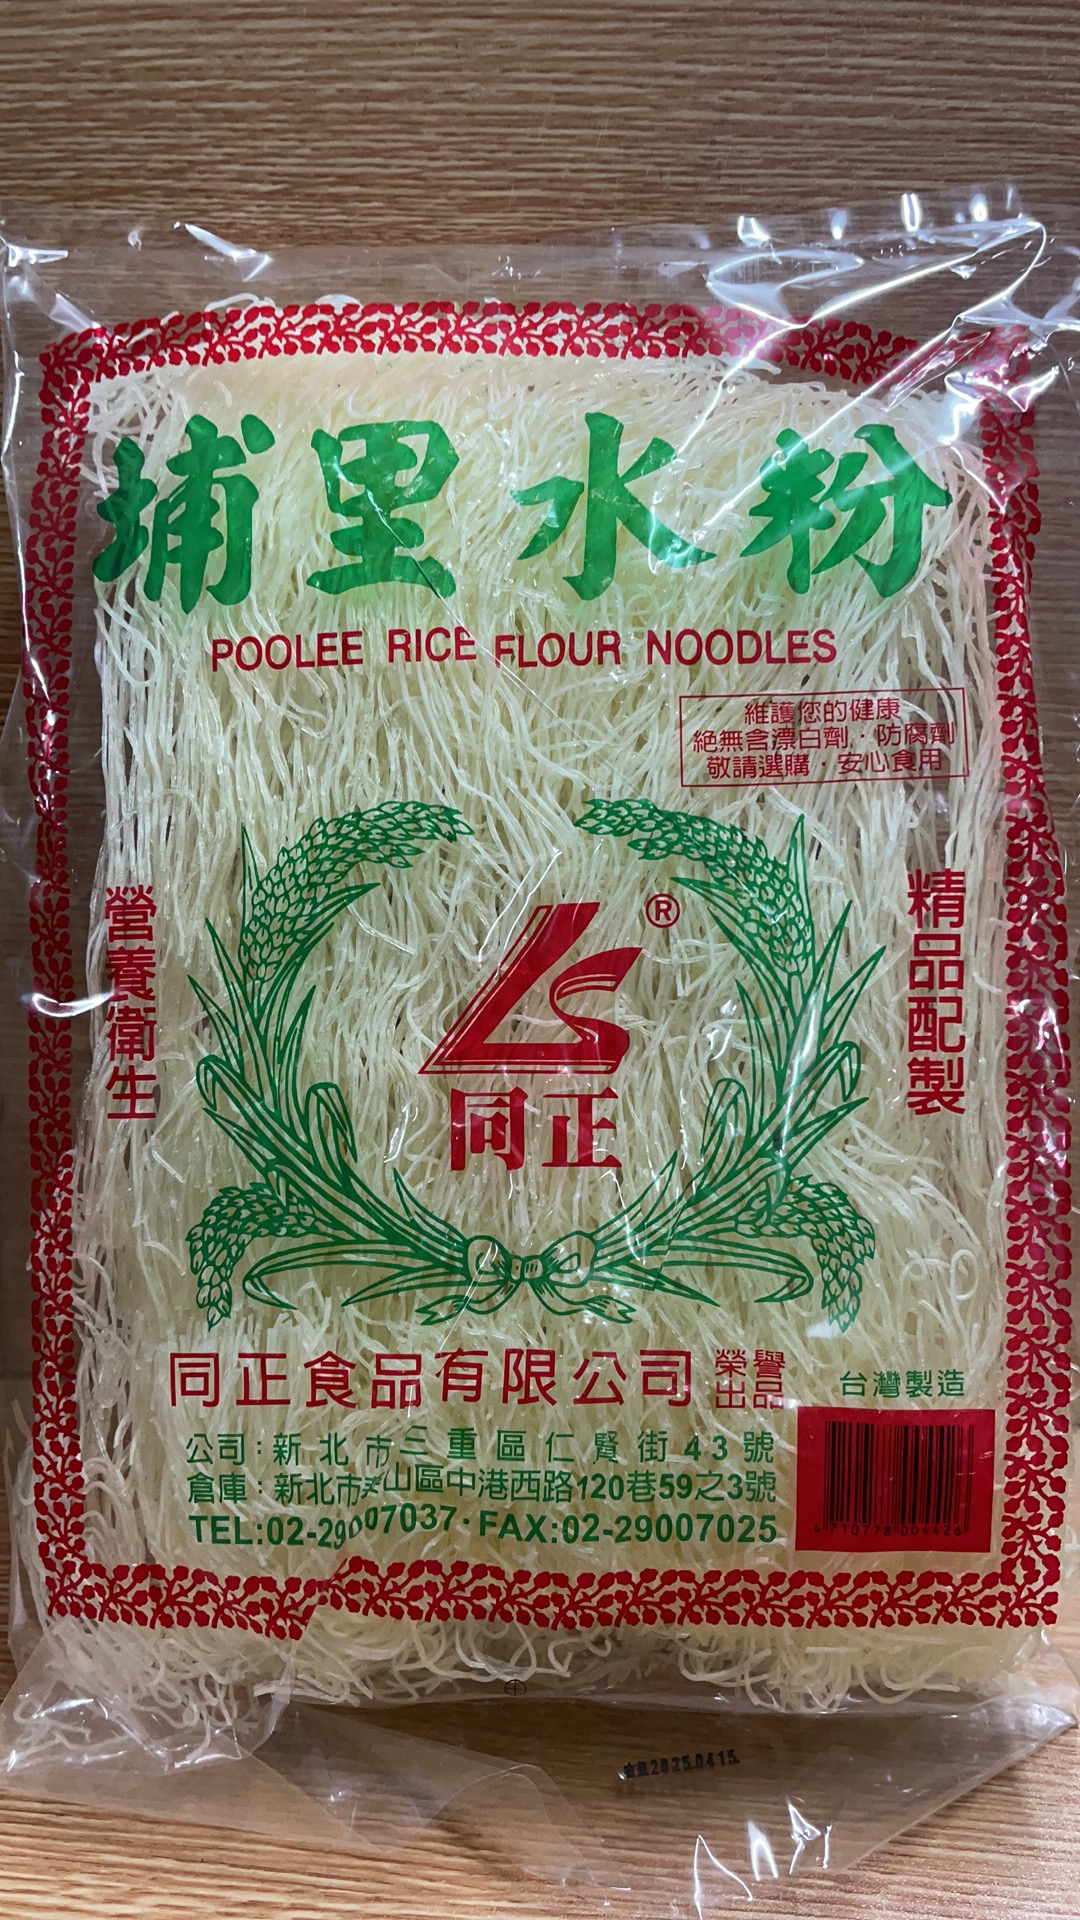 埔里水粉
POOLEE RICE FLOUR NOODLES
維護您的健康
絕無含漂白劑·防腐劑
敬請選購·安心食用
營養衛生
精品配製
®
同正
同正食品有限公司 榮譽出品
台灣製造
公司:新北市三重區仁賢街43號
倉庫:新北市泰山區中港西路120巷59之3號
TEL:02-29007037·FAX:02-29007025
4710778004426
2025.04.15